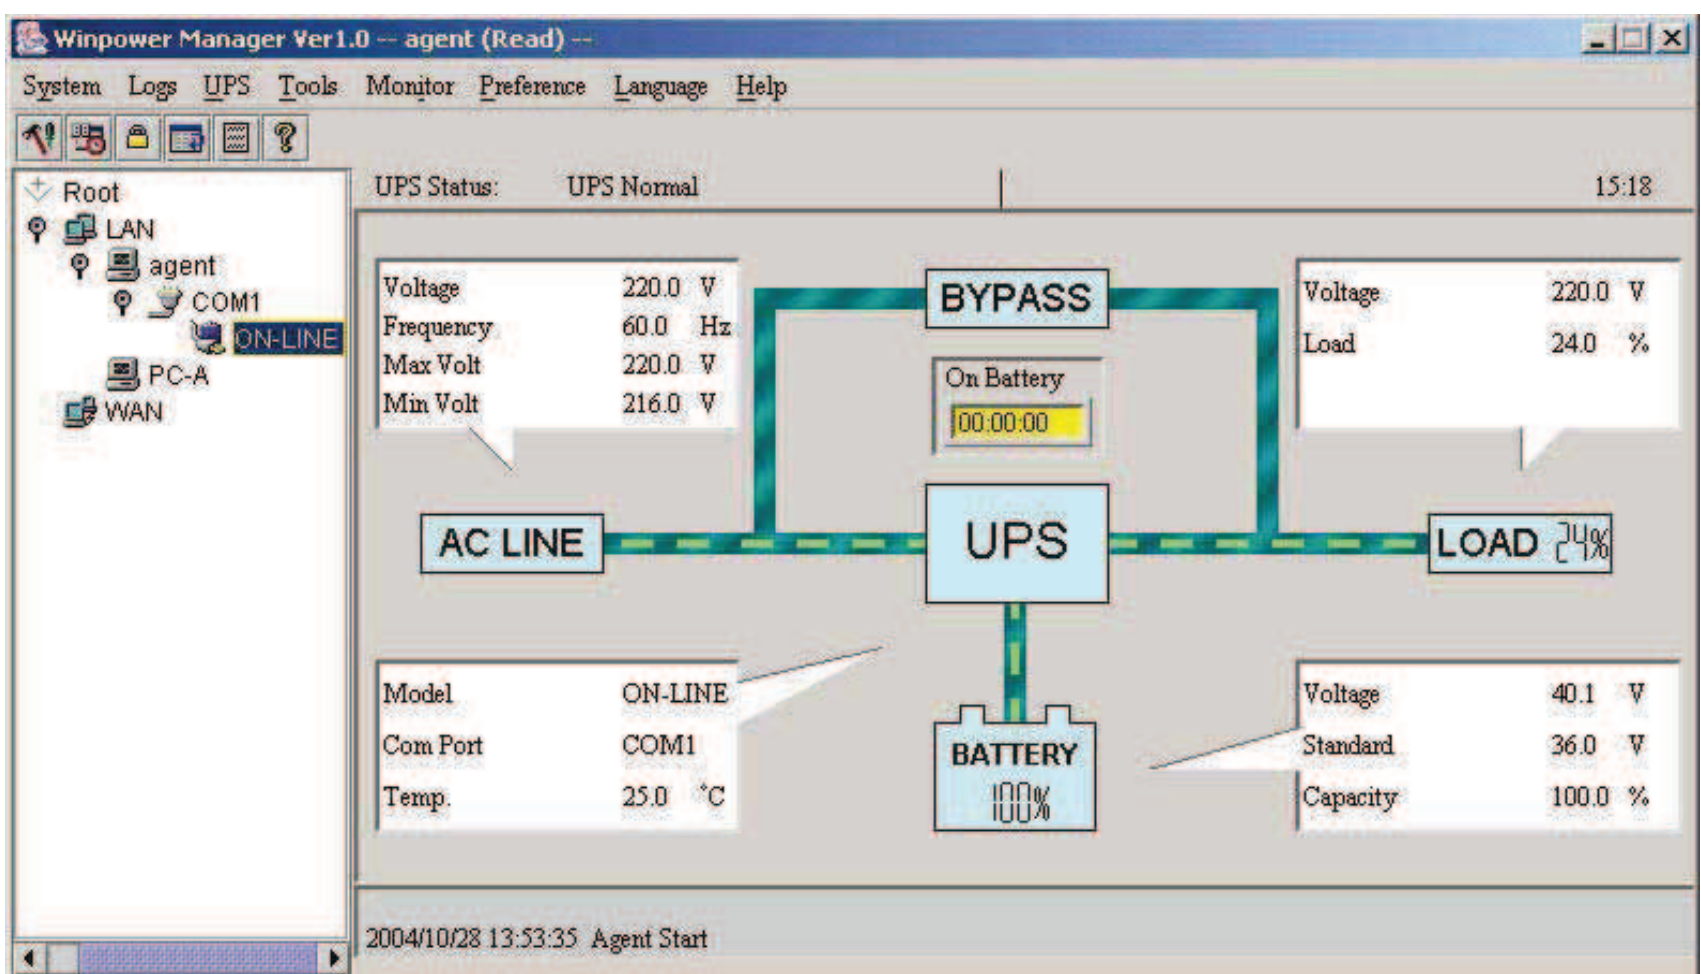 Winpower Manager Ver1.0 -- agent (Read) --
System Logs UPS Tools Monitor Preference Language Help
Root
LAN
agent
COM1
ON-LINE
PC-A
WAN
UPS Status: UPS Normal 15:18
Voltage 220.0 V
Frequency 60.0 Hz
Max Volt 220.0 V
Min Volt 216.0 V
BYPASS
On Battery
00:00:00
Voltage 220.0 V
Load 24.0 %
AC LINE
UPS
LOAD 24%
Model ON-LINE
Com Port COM1
Temp. 25.0 °C
BATTERY
100%
Voltage 40.1 V
Standard 36.0 V
Capacity 100.0 %
2004/10/28 13:53:35 Agent Start